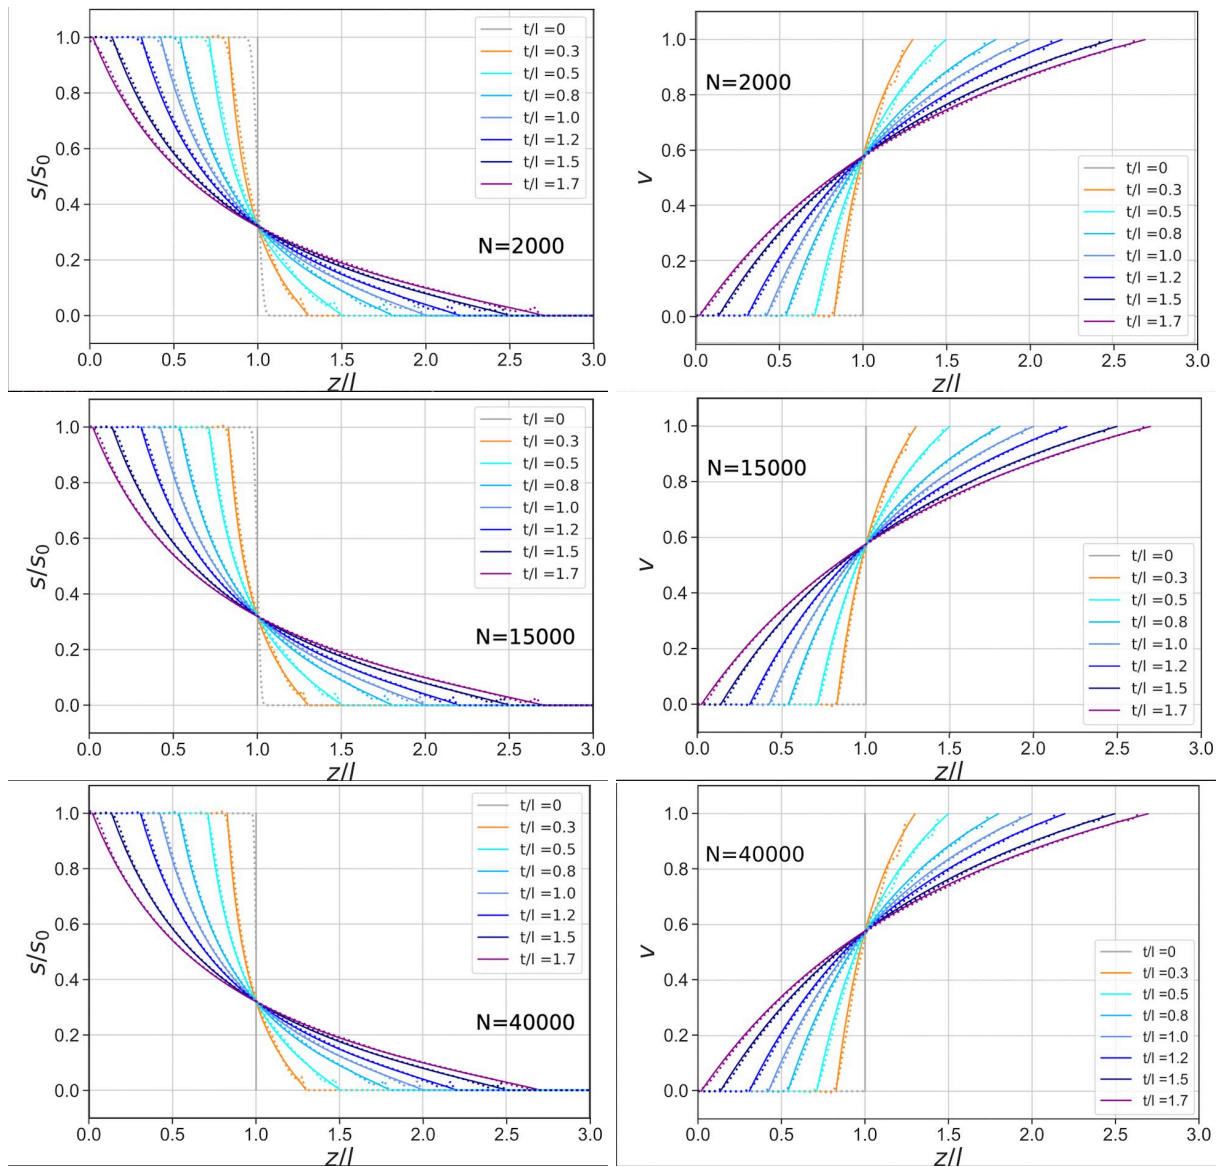 s/s0
1.0
0.8
0.6
0.4
0.2
0.0
t/l =0
t/l =0.3
t/l =0.5
t/l =0.8
t/l =1.0
t/l =1.2
t/l =1.5
t/l =1.7
N=2000
0.0 0.5 1.0 1.5 2.0 2.5 3.0
z/l
v
1.0
0.8
0.6
0.4
0.2
0.0
N=2000
t/l =0
t/l =0.3
t/l =0.5
t/l =0.8
t/l =1.0
t/l =1.2
t/l =1.5
t/l =1.7
0.0 0.5 1.0 1.5 2.0 2.5 3.0
z/l
s/s0
1.0
0.8
0.6
0.4
0.2
0.0
t/l =0
t/l =0.3
t/l =0.5
t/l =0.8
t/l =1.0
t/l =1.2
t/l =1.5
t/l =1.7
N=15000
0.0 0.5 1.0 1.5 2.0 2.5 3.0
z/l
v
1.0
0.8
0.6
0.4
0.2
0.0
N=15000
t/l =0
t/l =0.3
t/l =0.5
t/l =0.8
t/l =1.0
t/l =1.2
t/l =1.5
t/l =1.7
0.0 0.5 1.0 1.5 2.0 2.5 3.0
z/l
s/s0
1.0
0.8
0.6
0.4
0.2
0.0
t/l =0
t/l =0.3
t/l =0.5
t/l =0.8
t/l =1.0
t/l =1.2
t/l =1.5
t/l =1.7
N=40000
0.0 0.5 1.0 1.5 2.0 2.5 3.0
z/l
v
1.0
0.8
0.6
0.4
0.2
0.0
N=40000
t/l =0
t/l =0.3
t/l =0.5
t/l =0.8
t/l =1.0
t/l =1.2
t/l =1.5
t/l =1.7
0.0 0.5 1.0 1.5 2.0 2.5 3.0
z/l